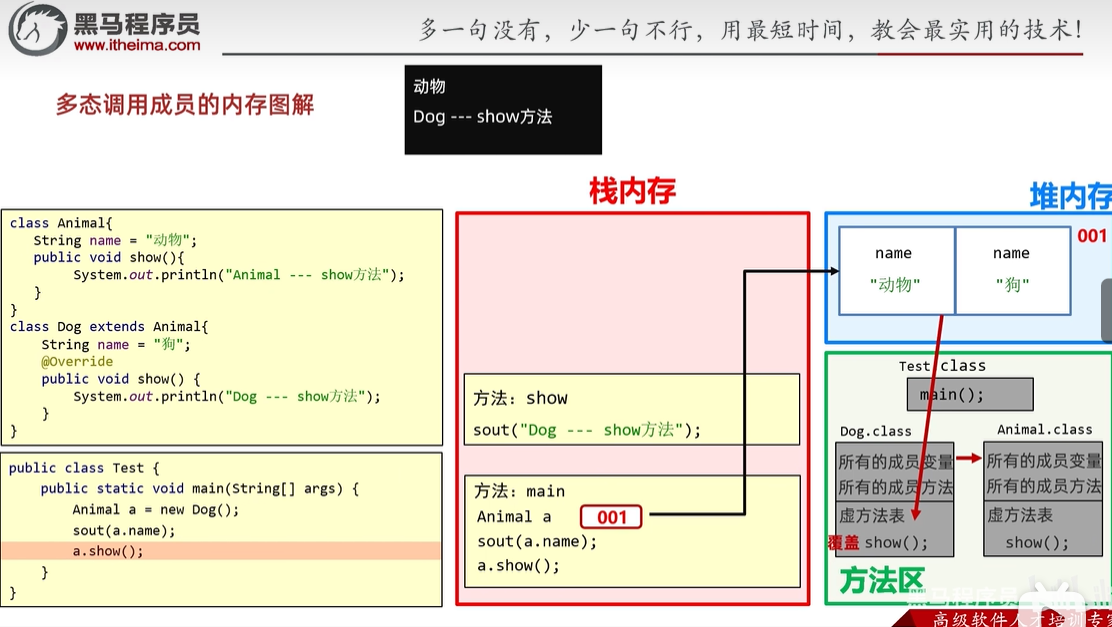 黑马程序员
www.itheima.com
多一句没有，少一句不行，用最短时间，教会最实用的技术！
多态调用成员的内存图解
动物
Dog --- show方法
class Animal{
String name = "动物";
public void show(){
System.out.println("Animal --- show方法");
}
}
class Dog extends Animal{
String name = "狗";
@Override
public void show() {
System.out.println("Dog --- show方法");
}
}
public class Test {
public static void main(String[] args) {
Animal a = new Dog();
sout(a.name);
a.show();
}
}
栈内存
方法：show
sout("Dog --- show方法");
方法：main
Animal a 001
sout(a.name);
a.show();
堆内存
001
name name
"动物" "狗"
Test.class
main();
Dog.class
所有的成员变量
所有的成员方法
虚方法表
覆盖 show();
Animal.class
所有的成员变量
所有的成员方法
虚方法表
show();
方法区
黑马程序员
高级软件人才培训专家